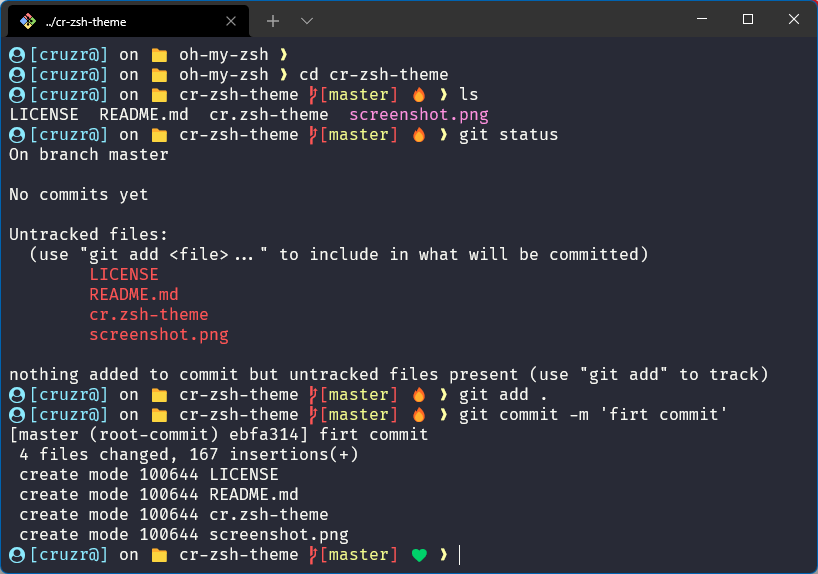 ../cr-zsh-theme
[cruzr@] on 📁 oh-my-zsh ❱
[cruzr@] on 📁 oh-my-zsh ❱ cd cr-zsh-theme
[cruzr@] on 📁 cr-zsh-theme [master] 🔥 ❱ ls
LICENSE  README.md  cr.zsh-theme  screenshot.png
[cruzr@] on 📁 cr-zsh-theme [master] 🔥 ❱ git status
On branch master
No commits yet
Untracked files:
  (use "git add <file>..." to include in what will be committed)
        LICENSE
        README.md
        cr.zsh-theme
        screenshot.png
nothing added to commit but untracked files present (use "git add" to track)
[cruzr@] on 📁 cr-zsh-theme [master] 🔥 ❱ git add .
[cruzr@] on 📁 cr-zsh-theme [master] 🔥 ❱ git commit -m 'firt commit'
[master (root-commit) ebfa314] firt commit
 4 files changed, 167 insertions(+)
 create mode 100644 LICENSE
 create mode 100644 README.md
 create mode 100644 cr.zsh-theme
 create mode 100644 screenshot.png
[cruzr@] on 📁 cr-zsh-theme [master] 💚 ❱